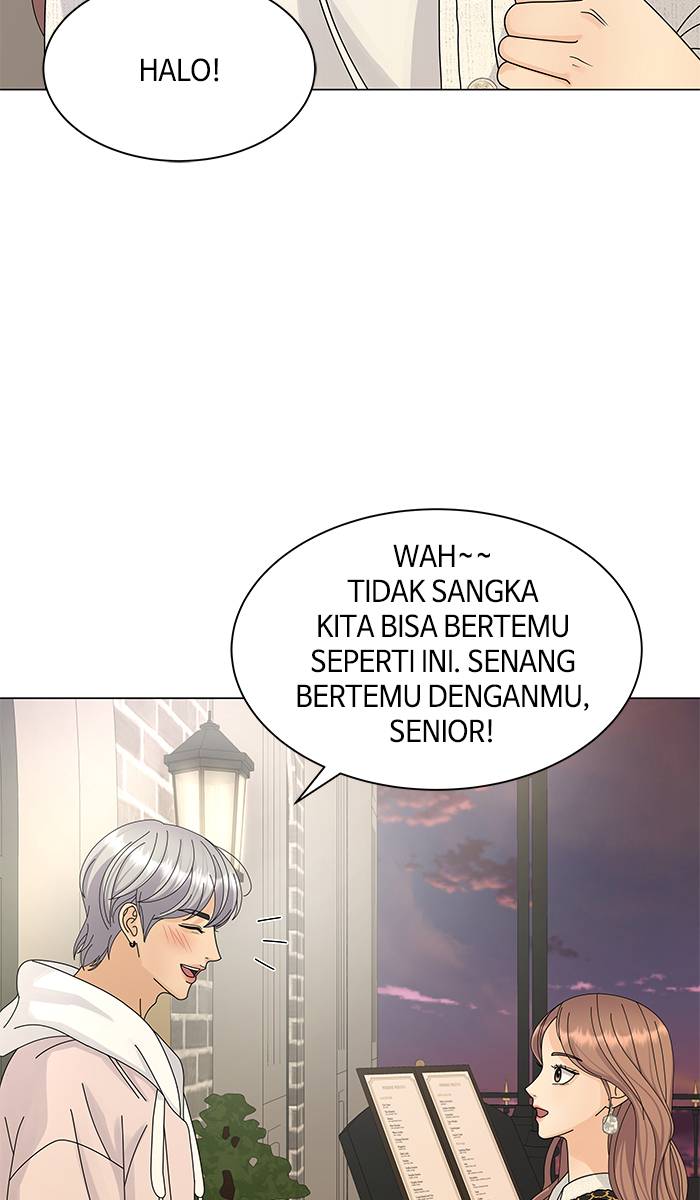 HALO!
WAH~~
TIDAK SANGKA
KITA BISA BERTEMU
SEPERTI INI. SENANG
BERTEMU DENGANMU,
SENIOR!